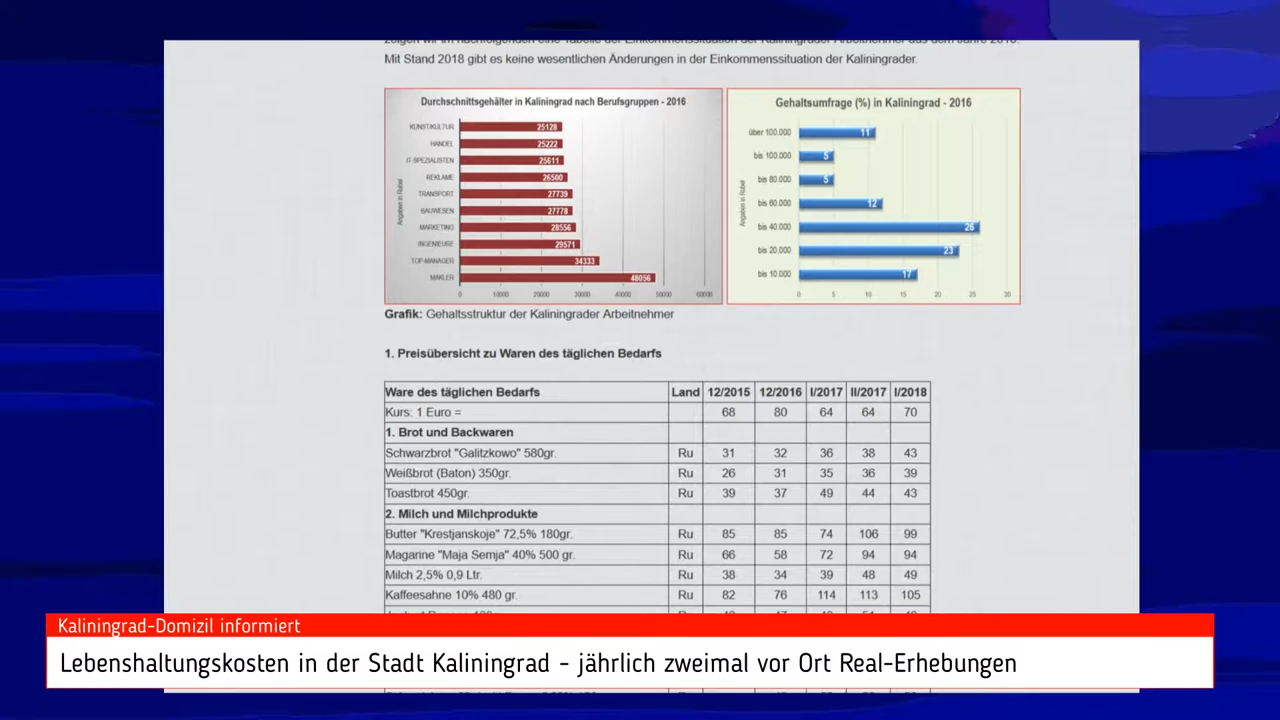 Mit Stand 2018 gibt es keine wesentlichen Änderungen in der Einkommenssituation der Kaliningrader.
Durchschnittsgehälter in Kaliningrad nach Berufsgruppen - 2016
Angaben in Rubel
KUNST/KULTUR 25128
HANDEL 25222
IT-SPEZIALISTEN 25611
REKLAME 26500
TRANSPORT 27739
BAUWESEN 27778
MARKETING 28556
INGENIEURE 29571
TOP-MANAGER 34333
MAKLER 48056
0 10000 20000 30000 40000 50000 60000
Gehaltsumfrage (%) in Kaliningrad - 2016
Angaben in Rubel
über 100.000 11
bis 100.000 5
bis 80.000 5
bis 60.000 12
bis 40.000 26
bis 20.000 23
bis 10.000 17
0 5 10 15 20 25 30
Grafik: Gehaltsstruktur der Kaliningrader Arbeitnehmer
1. Preisübersicht zu Waren des täglichen Bedarfs
Ware des täglichen Bedarfs Land 12/2015 12/2016 I/2017 II/2017 I/2018
Kurs: 1 Euro = 68 80 64 64 70
1. Brot und Backwaren
Schwarzbrot "Galitzkowo" 580gr. Ru 31 32 36 38 43
Weißbrot (Baton) 350gr. Ru 26 31 35 36 39
Toastbrot 450gr. Ru 39 37 49 44 43
2. Milch und Milchprodukte
Butter "Krestjanskoje" 72,5% 180gr. Ru 85 85 74 106 99
Magarine "Maja Semja" 40% 500 gr. Ru 66 58 72 94 94
Milch 2,5% 0,9 Ltr. Ru 38 34 39 48 49
Kaffeesahne 10% 480 gr. Ru 82 76 114 113 105
Kaliningrad-Domizil informiert
Lebenshaltungskosten in der Stadt Kaliningrad - jährlich zweimal vor Ort Real-Erhebungen